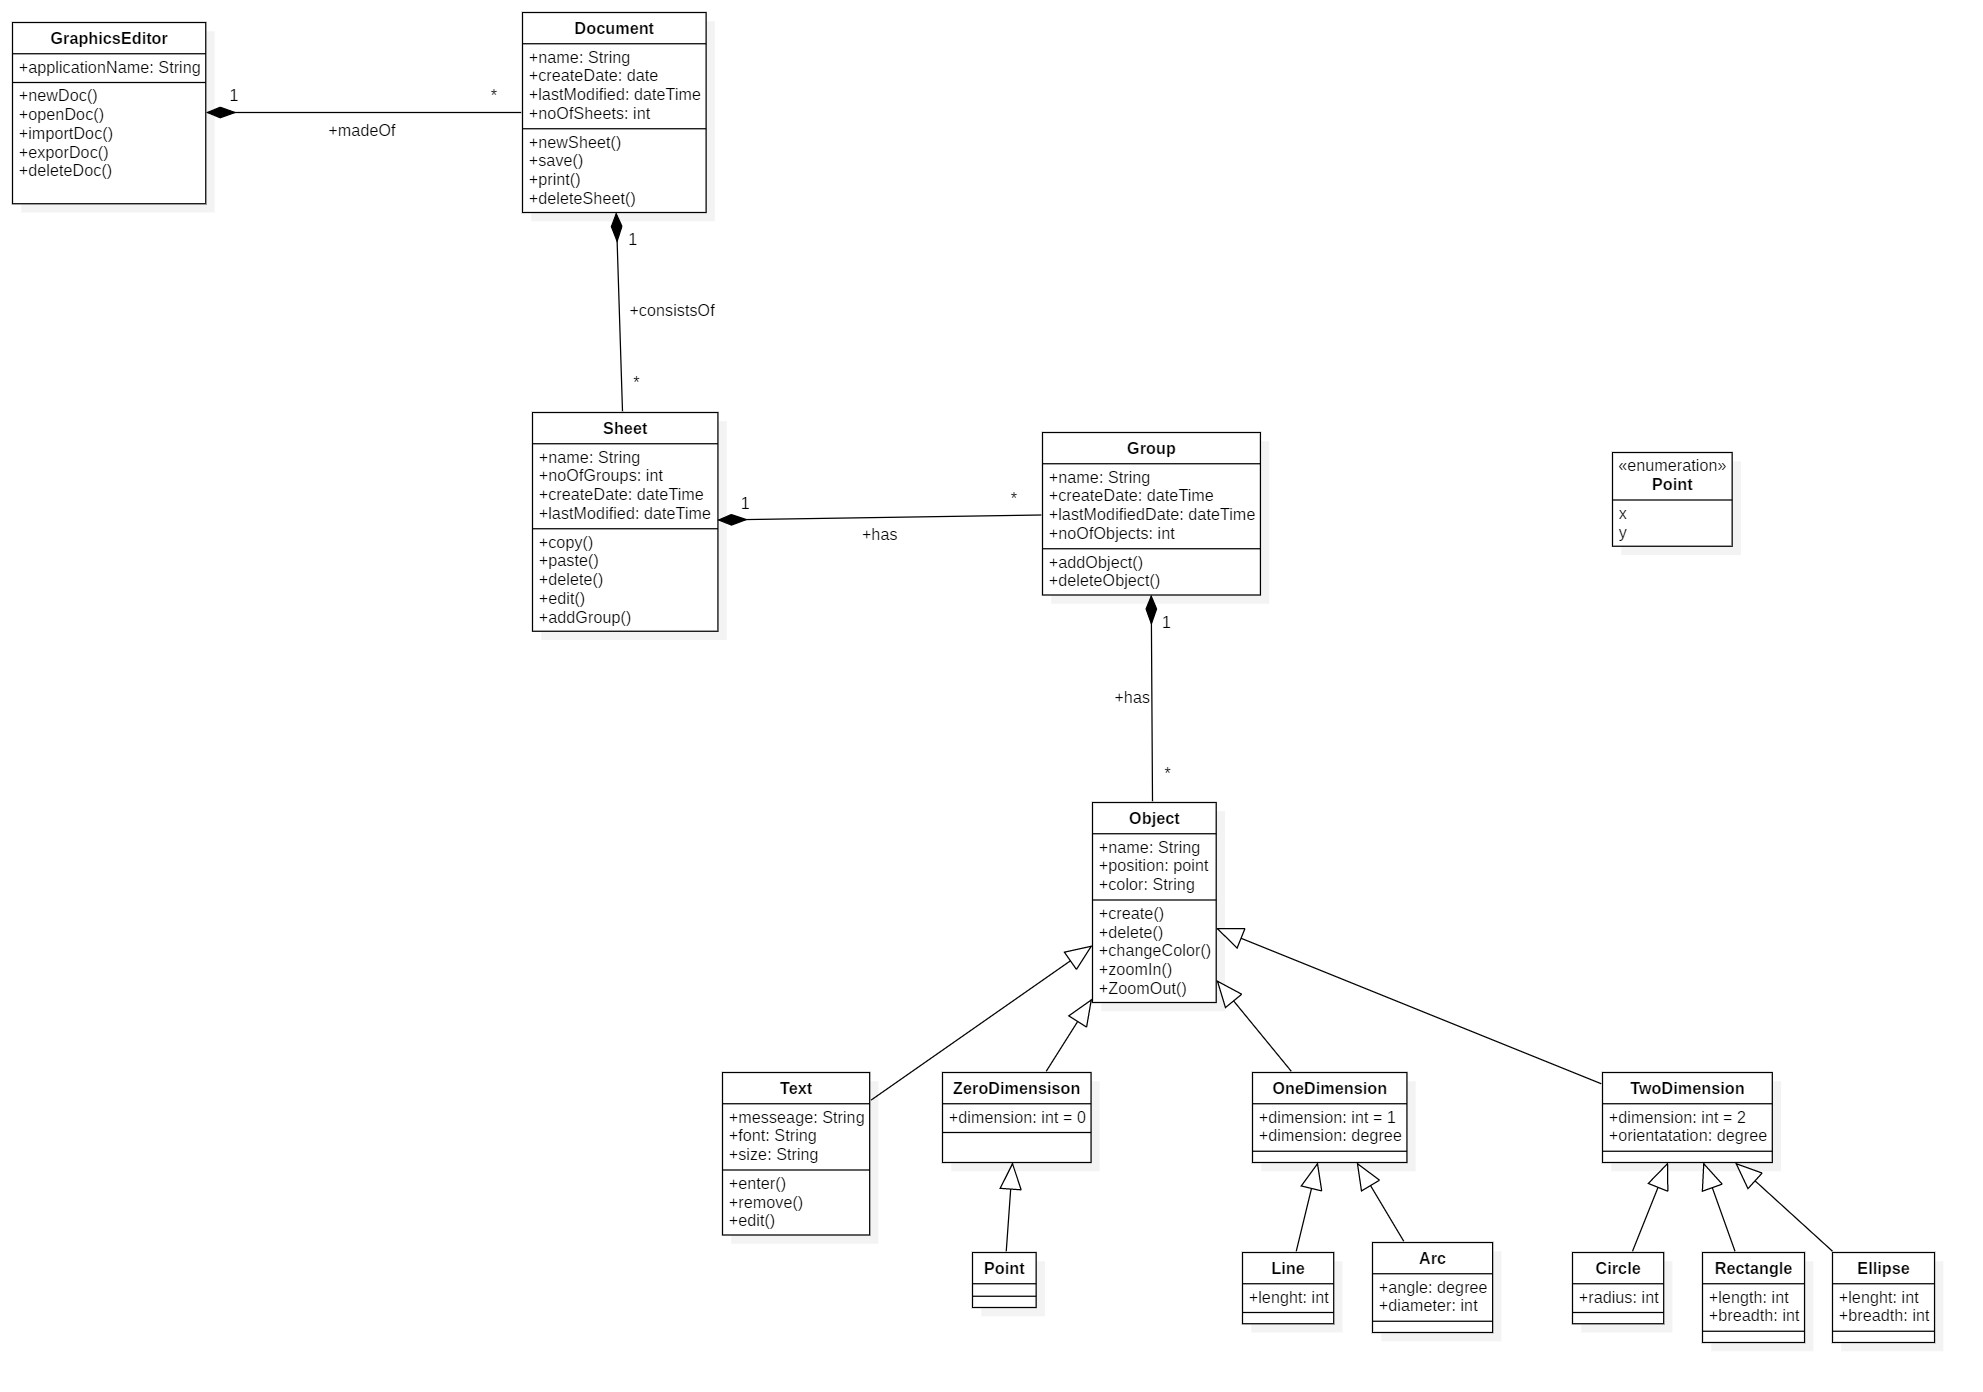 GraphicsEditor
+applicationName: String
+newDoc()
+openDoc()
+importDoc()
+exporDoc()
+deleteDoc()
1
*
+madeOf
Document
+name: String
+createDate: date
+lastModified: dateTime
+noOfSheets: int
+newSheet()
+save()
+print()
+deleteSheet()
1
+consistsOf
*
Sheet
+name: String
+noOfGroups: int
+createDate: dateTime
+lastModified: dateTime
+copy()
+paste()
+delete()
+edit()
+addGroup()
1
*
+has
Group
+name: String
+createDate: dateTime
+lastModifiedDate: dateTime
+noOfObjects: int
+addObject()
+deleteObject()
«enumeration»
Point
x
y
1
+has
*
Object
+name: String
+position: point
+color: String
+create()
+delete()
+changeColor()
+zoomIn()
+ZoomOut()
Text
+messeage: String
+font: String
+size: String
+enter()
+remove()
+edit()
ZeroDimensison
+dimension: int = 0
OneDimension
+dimension: int = 1
+dimension: degree
TwoDimension
+dimension: int = 2
+orientatation: degree
Point
Line
+lenght: int
Arc
+angle: degree
+diameter: int
Circle
+radius: int
Rectangle
+length: int
+breadth: int
Ellipse
+lenght: int
+breadth: int